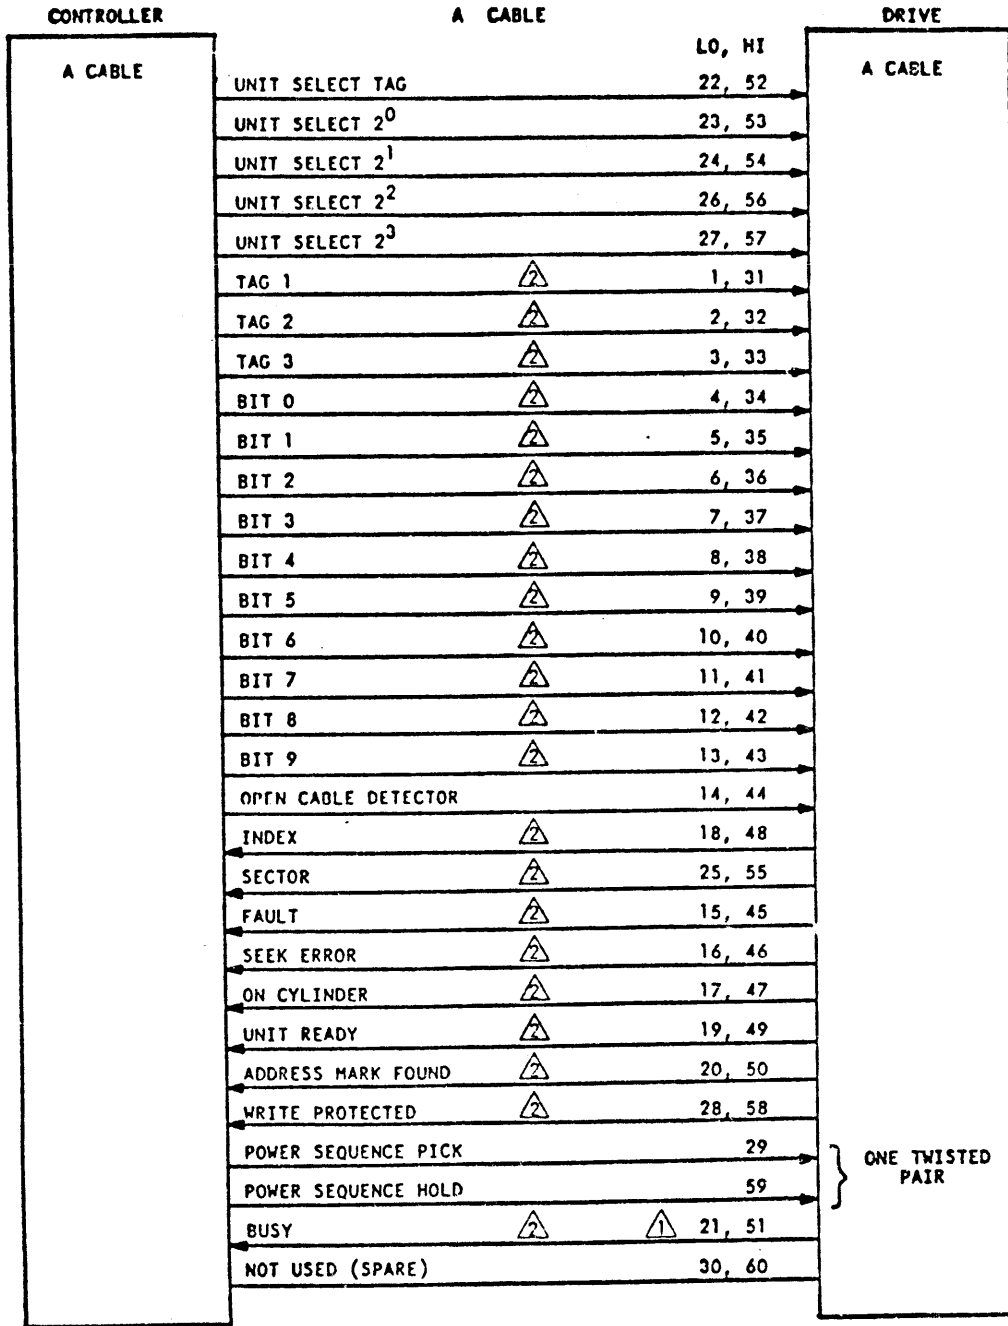 CONTROLLER A CABLE DRIVE
LO, HI
A CABLE A CABLE
UNIT SELECT TAG 22, 52
UNIT SELECT 2⁰ 23, 53
UNIT SELECT 2¹ 24, 54
UNIT SELECT 2² 26, 56
UNIT SELECT 2³ 27, 57
TAG 1 2 1, 31
TAG 2 2 2, 32
TAG 3 2 3, 33
BIT 0 2 4, 34
BIT 1 2 5, 35
BIT 2 2 6, 36
BIT 3 2 7, 37
BIT 4 2 8, 38
BIT 5 2 9, 39
BIT 6 2 10, 40
BIT 7 2 11, 41
BIT 8 2 12, 42
BIT 9 2 13, 43
OPEN CABLE DETECTOR 14, 44
INDEX 2 18, 48
SECTOR 2 25, 55
FAULT 2 15, 45
SEEK ERROR 2 16, 46
ON CYLINDER 2 17, 47
UNIT READY 2 19, 49
ADDRESS MARK FOUND 2 20, 50
WRITE PROTECTED 2 28, 58
POWER SEQUENCE PICK 29
ONE TWISTED
PAIR
POWER SEQUENCE HOLD 59
BUSY 2 1 21, 51
NOT USED (SPARE) 30, 60